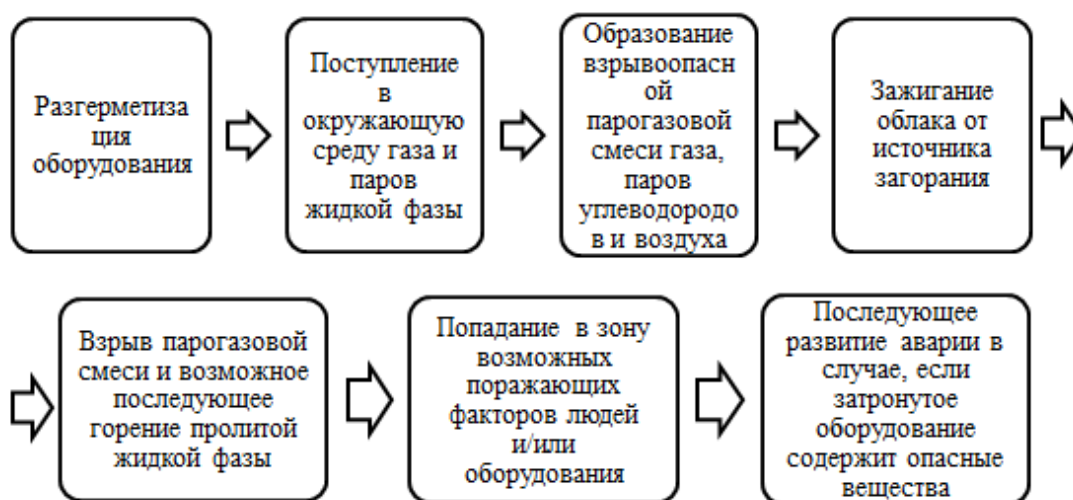 Разгерметиза
ция
оборудования
Поступление
в
окружающую
среду газа и
паров
жидкой фазы
Образование
взрывоопасн
ой
парогазовой
смеси газа,
паров
углеводородо
в и воздуха
Зажигание
облака от
источника
загорания
Взрыв парогазовой
смеси и возможное
последующее
горение пролитой
жидкой фазы
Попадание в зону
возможных
поражающих
факторов людей
и/или
оборудования
Последующее
развитие аварии в
случае, если
затронутое
оборудование
содержит опасные
вещества